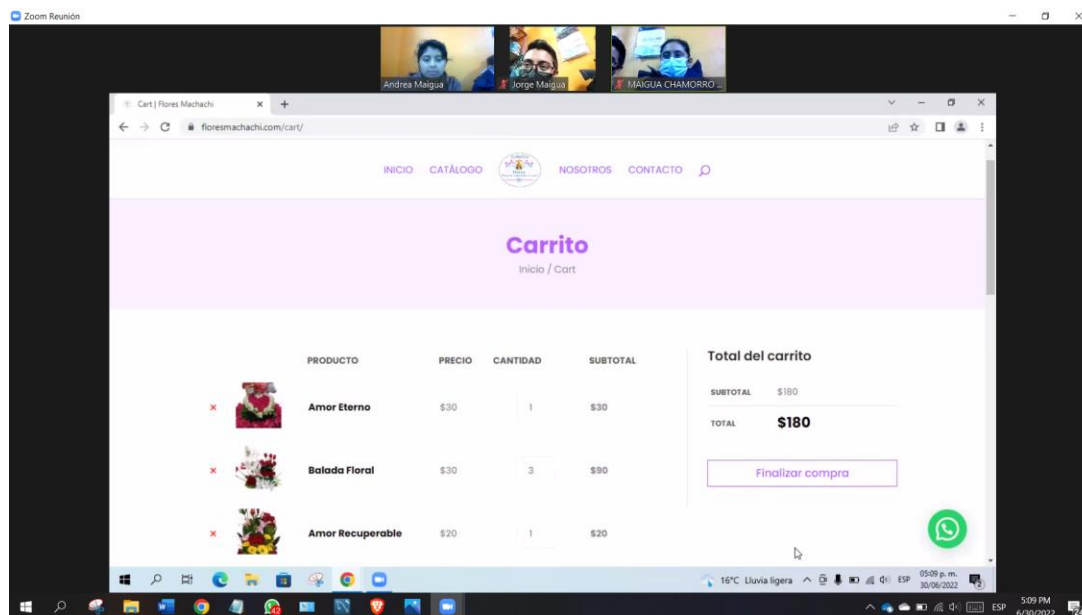 Zoom Reunión
Andrea Maigua
Jorge Maigua
MAIGUA CHAMORRO ...
Cart | Flores Machachi
floresmachachi.com/cart/
INICIO CATÁLOGO NOSOTROS CONTACTO
Carrito
Inicio / Cart
PRODUCTO PRECIO CANTIDAD SUBTOTAL
Amor Eterno $30 1 $30
Balada Floral $30 3 $90
Amor Recuperable $20 1 $20
Total del carrito
SUBTOTAL $180
TOTAL $180
Finalizar compra
16°C Lluvia ligera ESP 05:09 p. m.
30/06/2022
ESP 5:09 PM
6/30/2022